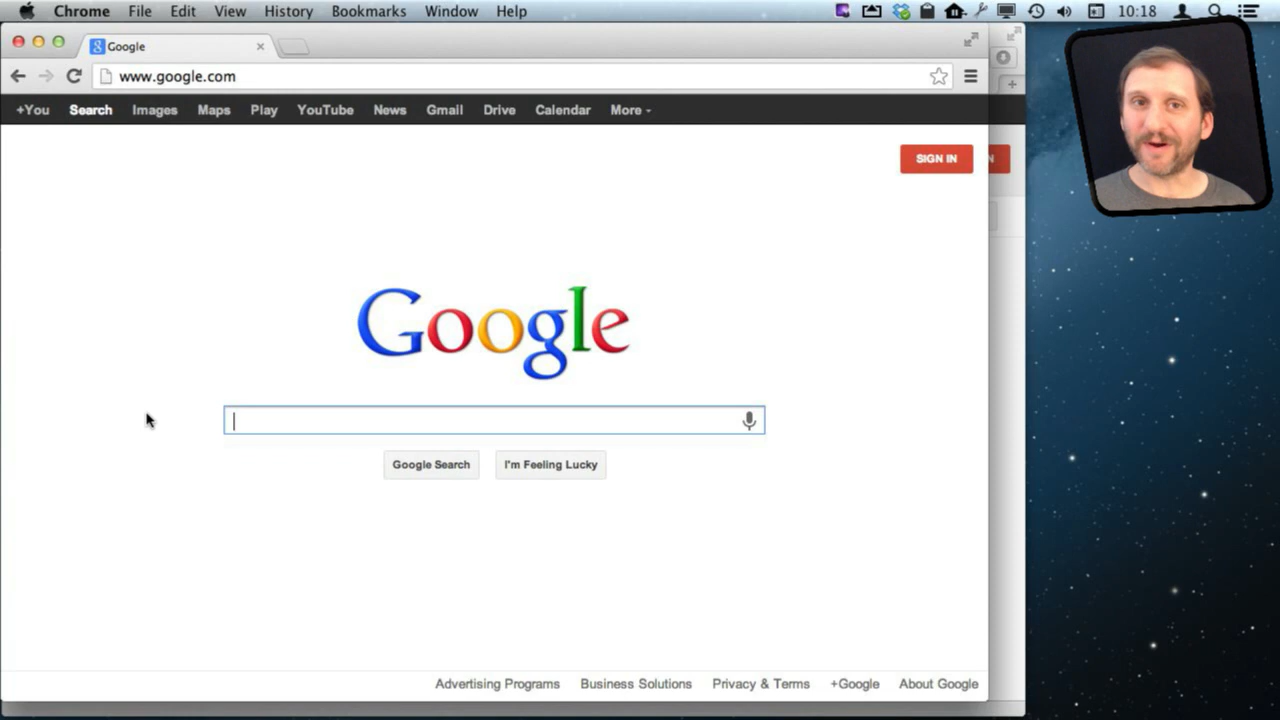 Chrome File Edit View History Bookmarks Window Help 10:18
Google
www.google.com
+You Search Images Maps Play YouTube News Gmail Drive Calendar More
SIGN IN
N
Google
Google Search I'm Feeling Lucky
Advertising Programs Business Solutions Privacy & Terms +Google About Google